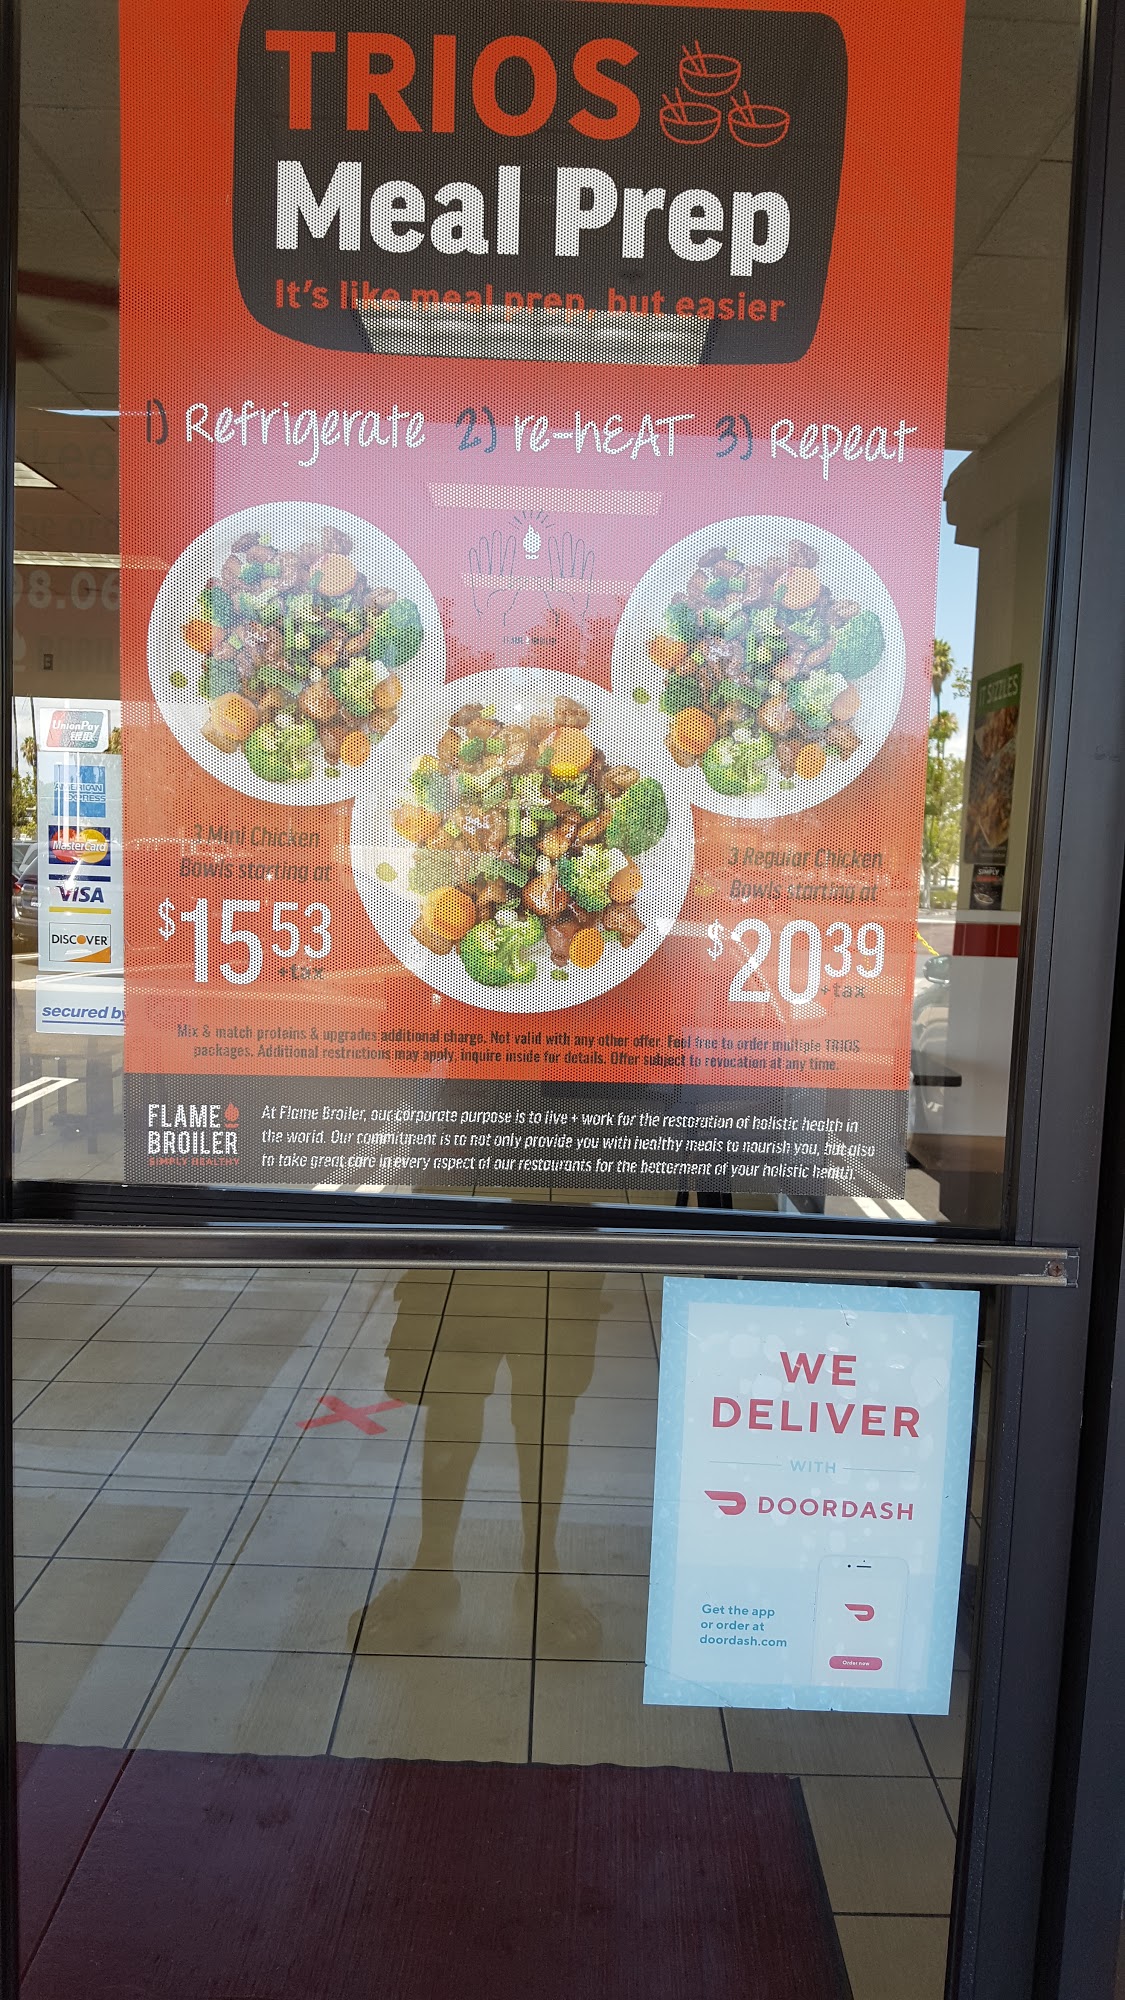 TRIOS
Meal Prep
It's like meal prep, but easier
1) Refrigerate 2) re-hEAT 3) Repeat
3 Mini Chicken
Bowls starting at
$15 53
+tax
3 Regular Chicken
Bowls starting at
$20 39
+tax
Mix & match proteins & upgrades additional charge. Not valid with any other offer. Feel free to order multiple TRIOS
packages. Additional restrictions may apply, inquire inside for details. Offer subject to revocation at any time.
FLAME
BROILER
SIMPLY HEALTHY
At Flame Broiler, our corporate purpose is to live + work for the restoration of holistic health in
the world. Our commitment is to not only provide you with healthy meals to nourish you, but also
to take great care in every aspect of our restaurants for the betterment of your holistic health.
UnionPay
银联
AMERICAN
EXPRESS
MasterCard
VISA
DISCOVER
secured by
IT SIZZLES
SIMPLY
98.06
WE
DELIVER
WITH
DOORDASH
Get the app
or order at
doordash.com
Order now